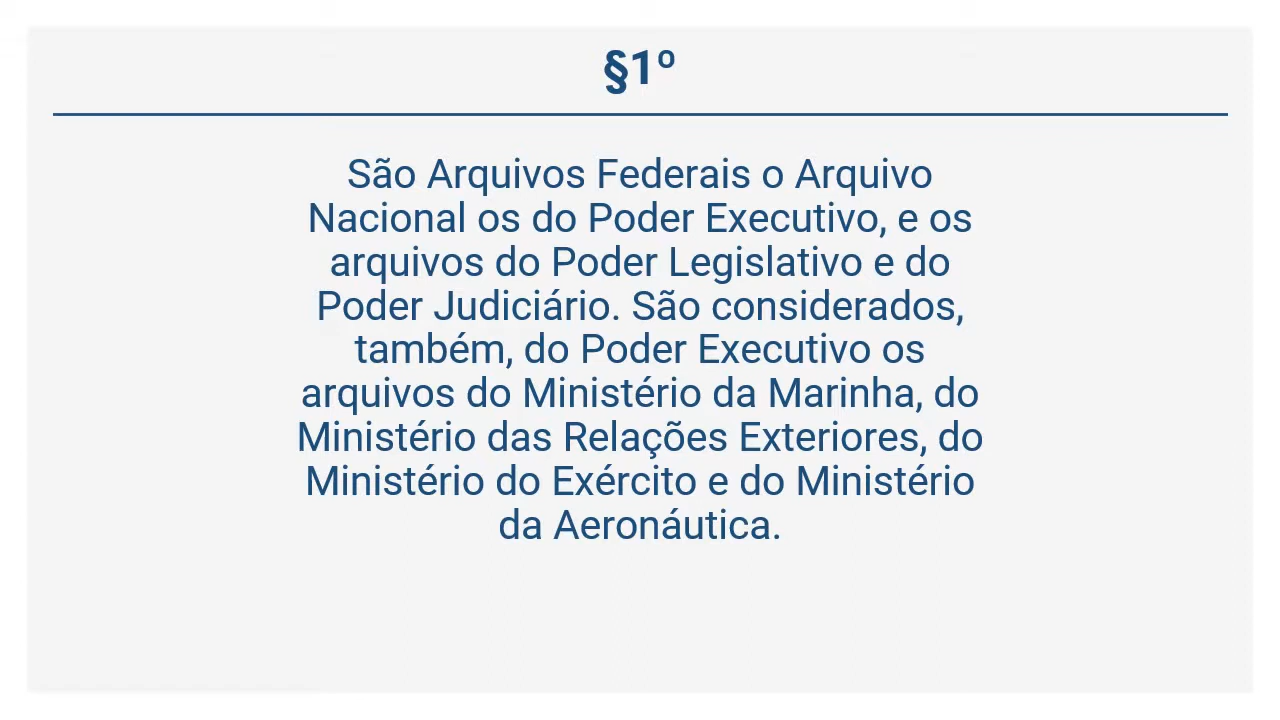 §1º
São Arquivos Federais o Arquivo
Nacional os do Poder Executivo, e os
arquivos do Poder Legislativo e do
Poder Judiciário. São considerados,
também, do Poder Executivo os
arquivos do Ministério da Marinha, do
Ministério das Relações Exteriores, do
Ministério do Exército e do Ministério
da Aeronáutica.